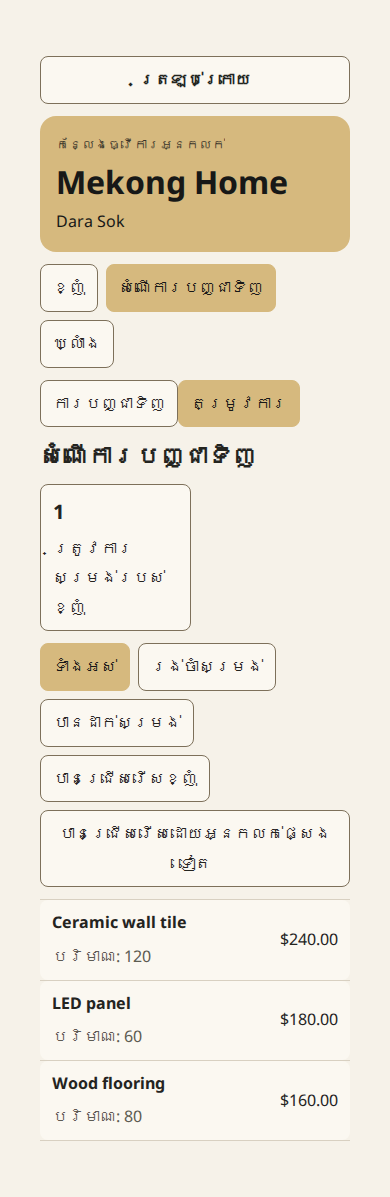 ត្រឡប់ក្រោយ
កន្លែងធ្វើការអ្នកលក់
Mekong Home
Dara Sok
ខ្ញុំ
សំណើការបញ្ជាទិញ
ឃ្លាំង
ការបញ្ជាទិញ
តម្រូវការ
សំណើការបញ្ជាទិញ
1
ត្រូវការ
សម្រង់របស់
ខ្ញុំ
ទាំងអស់
រង់ចាំសម្រង់
បានដាក់សម្រង់
បានជ្រើសរើសខ្ញុំ
បានជ្រើសរើសដោយអ្នកលក់ផ្សេង
ទៀត
Ceramic wall tile
$240.00
បរិមាណ: 120
LED panel
$180.00
បរិមាណ: 60
Wood flooring
$160.00
បរិមាណ: 80